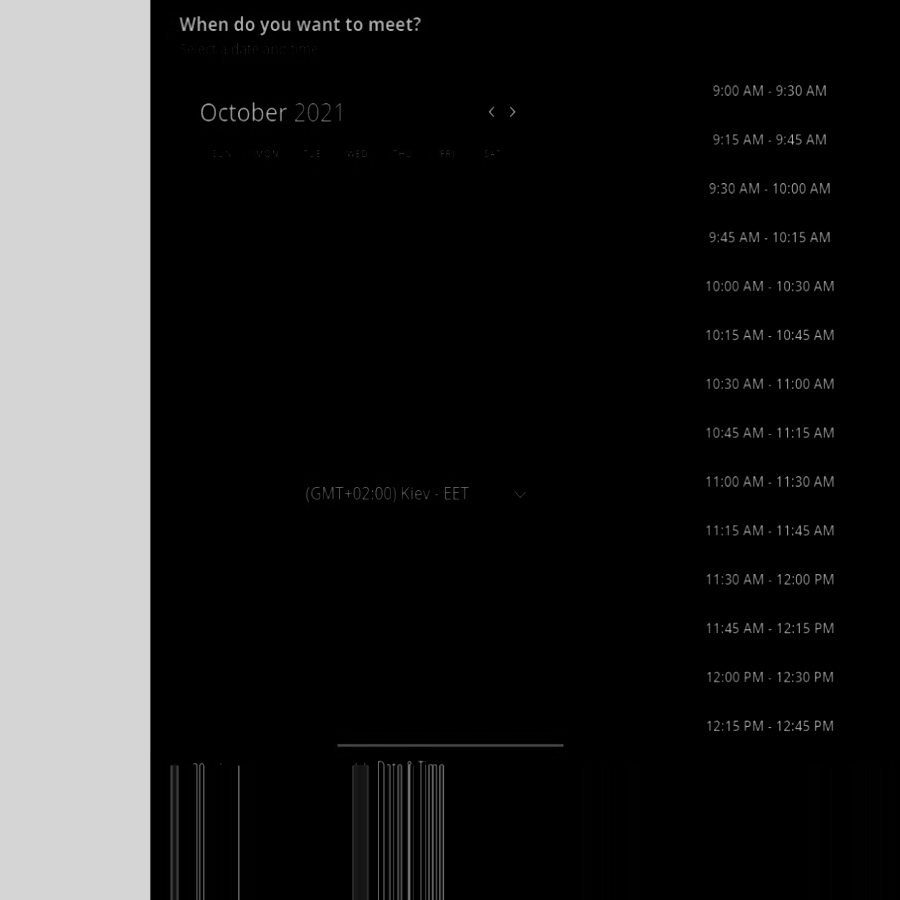 When do you want to meet?
Select a date and time
October 2021
SUN MON TUE WED THU FRI SAT
(GMT+02:00) Kiev - EET
9:00 AM - 9:30 AM
9:15 AM - 9:45 AM
9:30 AM - 10:00 AM
9:45 AM - 10:15 AM
10:00 AM - 10:30 AM
10:15 AM - 10:45 AM
10:30 AM - 11:00 AM
10:45 AM - 11:15 AM
11:00 AM - 11:30 AM
11:15 AM - 11:45 AM
11:30 AM - 12:00 PM
11:45 AM - 12:15 PM
12:00 PM - 12:30 PM
12:15 PM - 12:45 PM